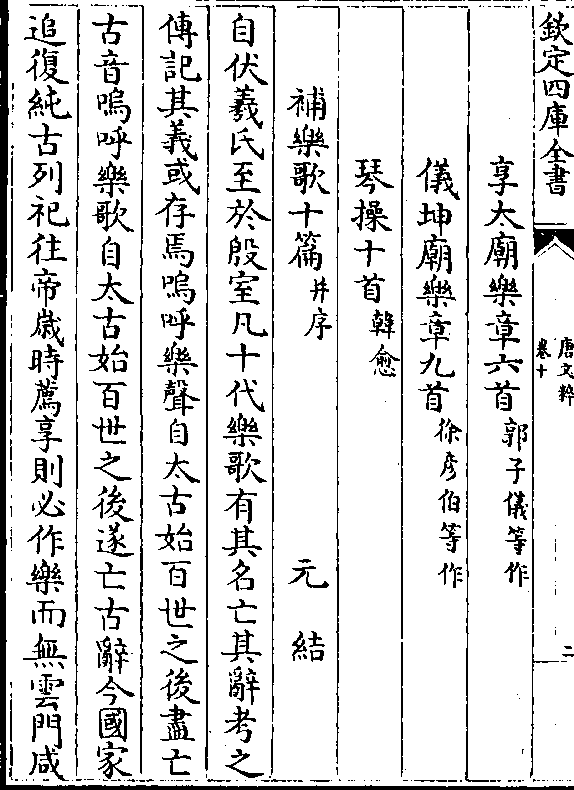 欽定四庫全書
唐文粹
卷十
二
享太廟樂章六首郭子儀等作
儀坤廟樂章九首徐彦伯等作
琴操十首韓愈
補樂歌十篇并序 元結
自伏羲氏至於殷室凡十代樂歌有其名亡其辭考之
傳記其義或存焉嗚呼樂聲自太古始百世之後盡亡
古音嗚呼樂歌自太古始百世之後遂亡古辭今國家
追復純古列祀往帝歳時薦享則必作樂而無雲門咸